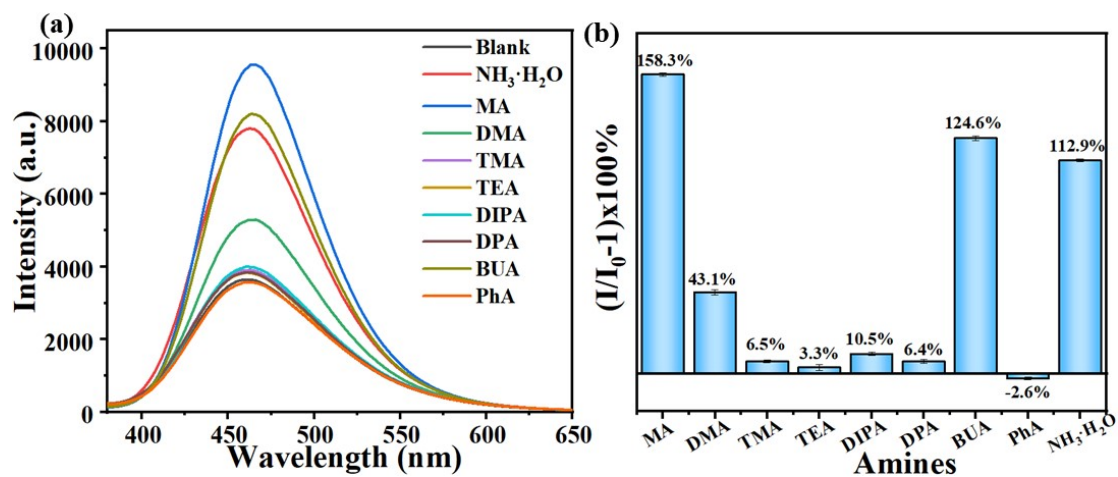 (a)
10000
8000
6000
4000
2000
0
Intensity (a.u.)
400
450
500
550
600
650
Wavelength (nm)
Blank
NH₃·H₂O
MA
DMA
TMA
TEA
DIPA
DPA
BUA
PhA
(b)
(I/I₀-1)x100%
158.3%
43.1%
6.5%
3.3%
10.5%
6.4%
124.6%
-2.6%
112.9%
MA
DMA
TMA
TEA
DIPA
DPA
BUA
PhA
NH₃·H₂O
Amines